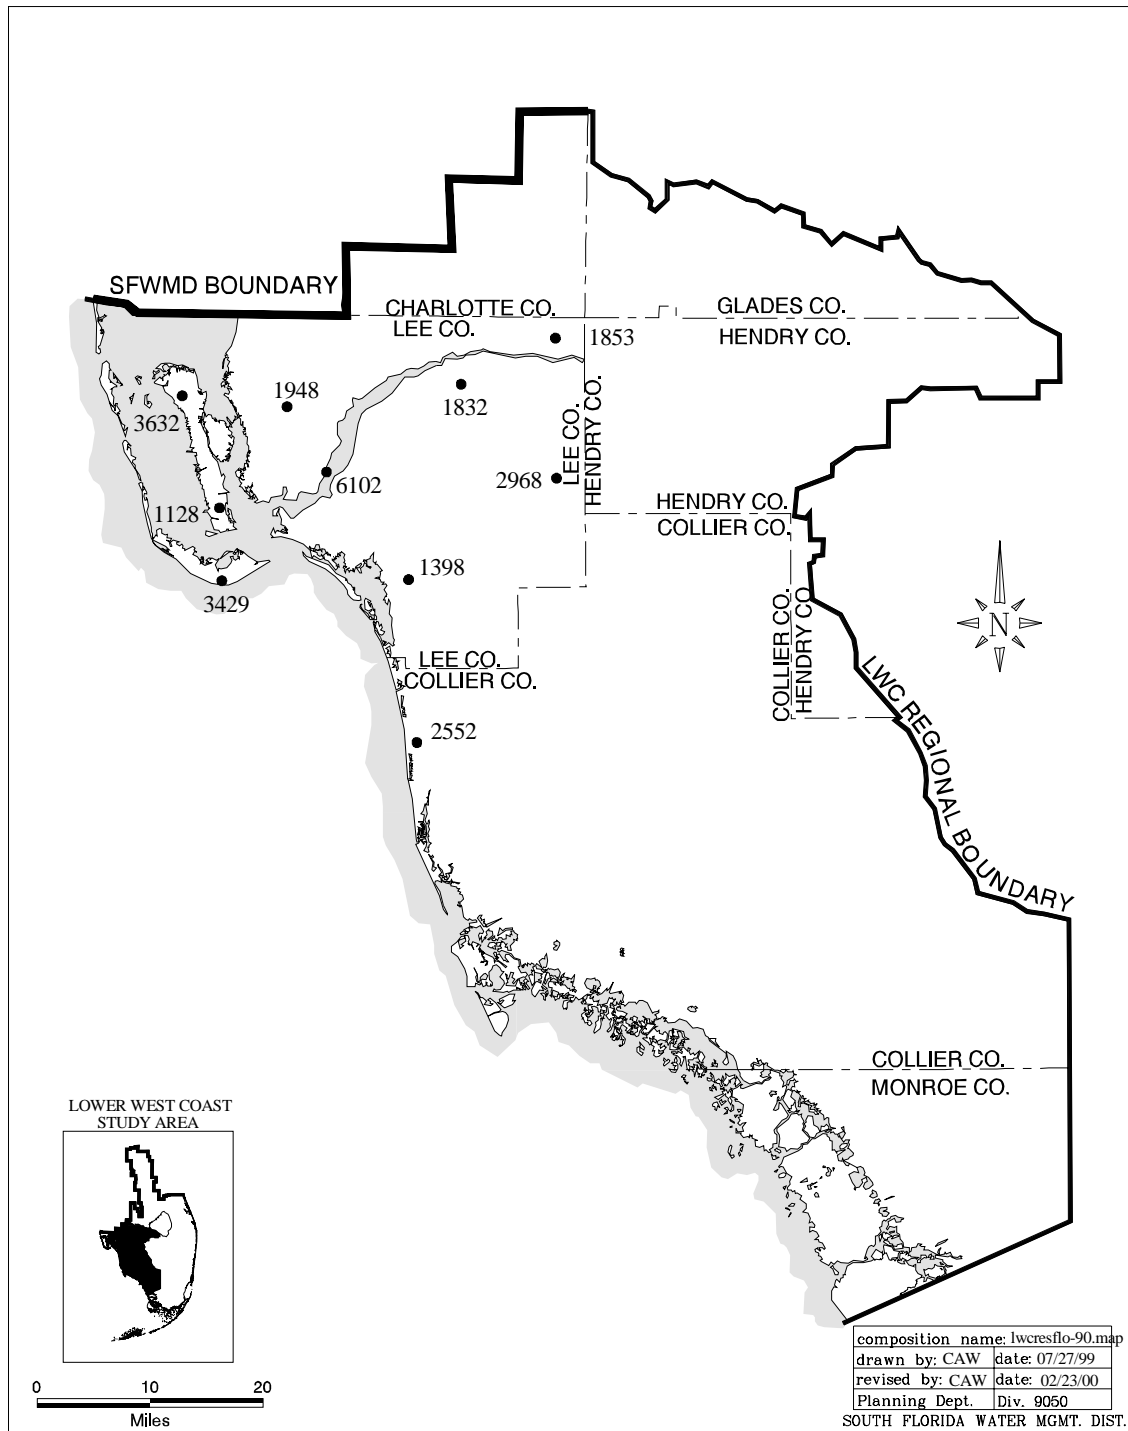 SFWMD BOUNDARY
CHARLOTTE CO.
LEE CO.
GLADES CO.
HENDRY CO.
1853
1948
1832
3632
LEE CO.
HENDRY CO.
6102
2968
1128
HENDRY CO.
COLLIER CO.
1398
3429
COLLIER CO.
HENDRY CO.
N
LEE CO.
COLLIER CO.
LWC REGIONAL BOUNDARY
2552
COLLIER CO.
MONROE CO.
LOWER WEST COAST
STUDY AREA
0 10 20
Miles
composition name: lwcresflo-90.map
drawn by: CAW date: 07/27/99
revised by: CAW date: 02/23/00
Planning Dept. Div. 9050
SOUTH FLORIDA WATER MGMT. DIST.